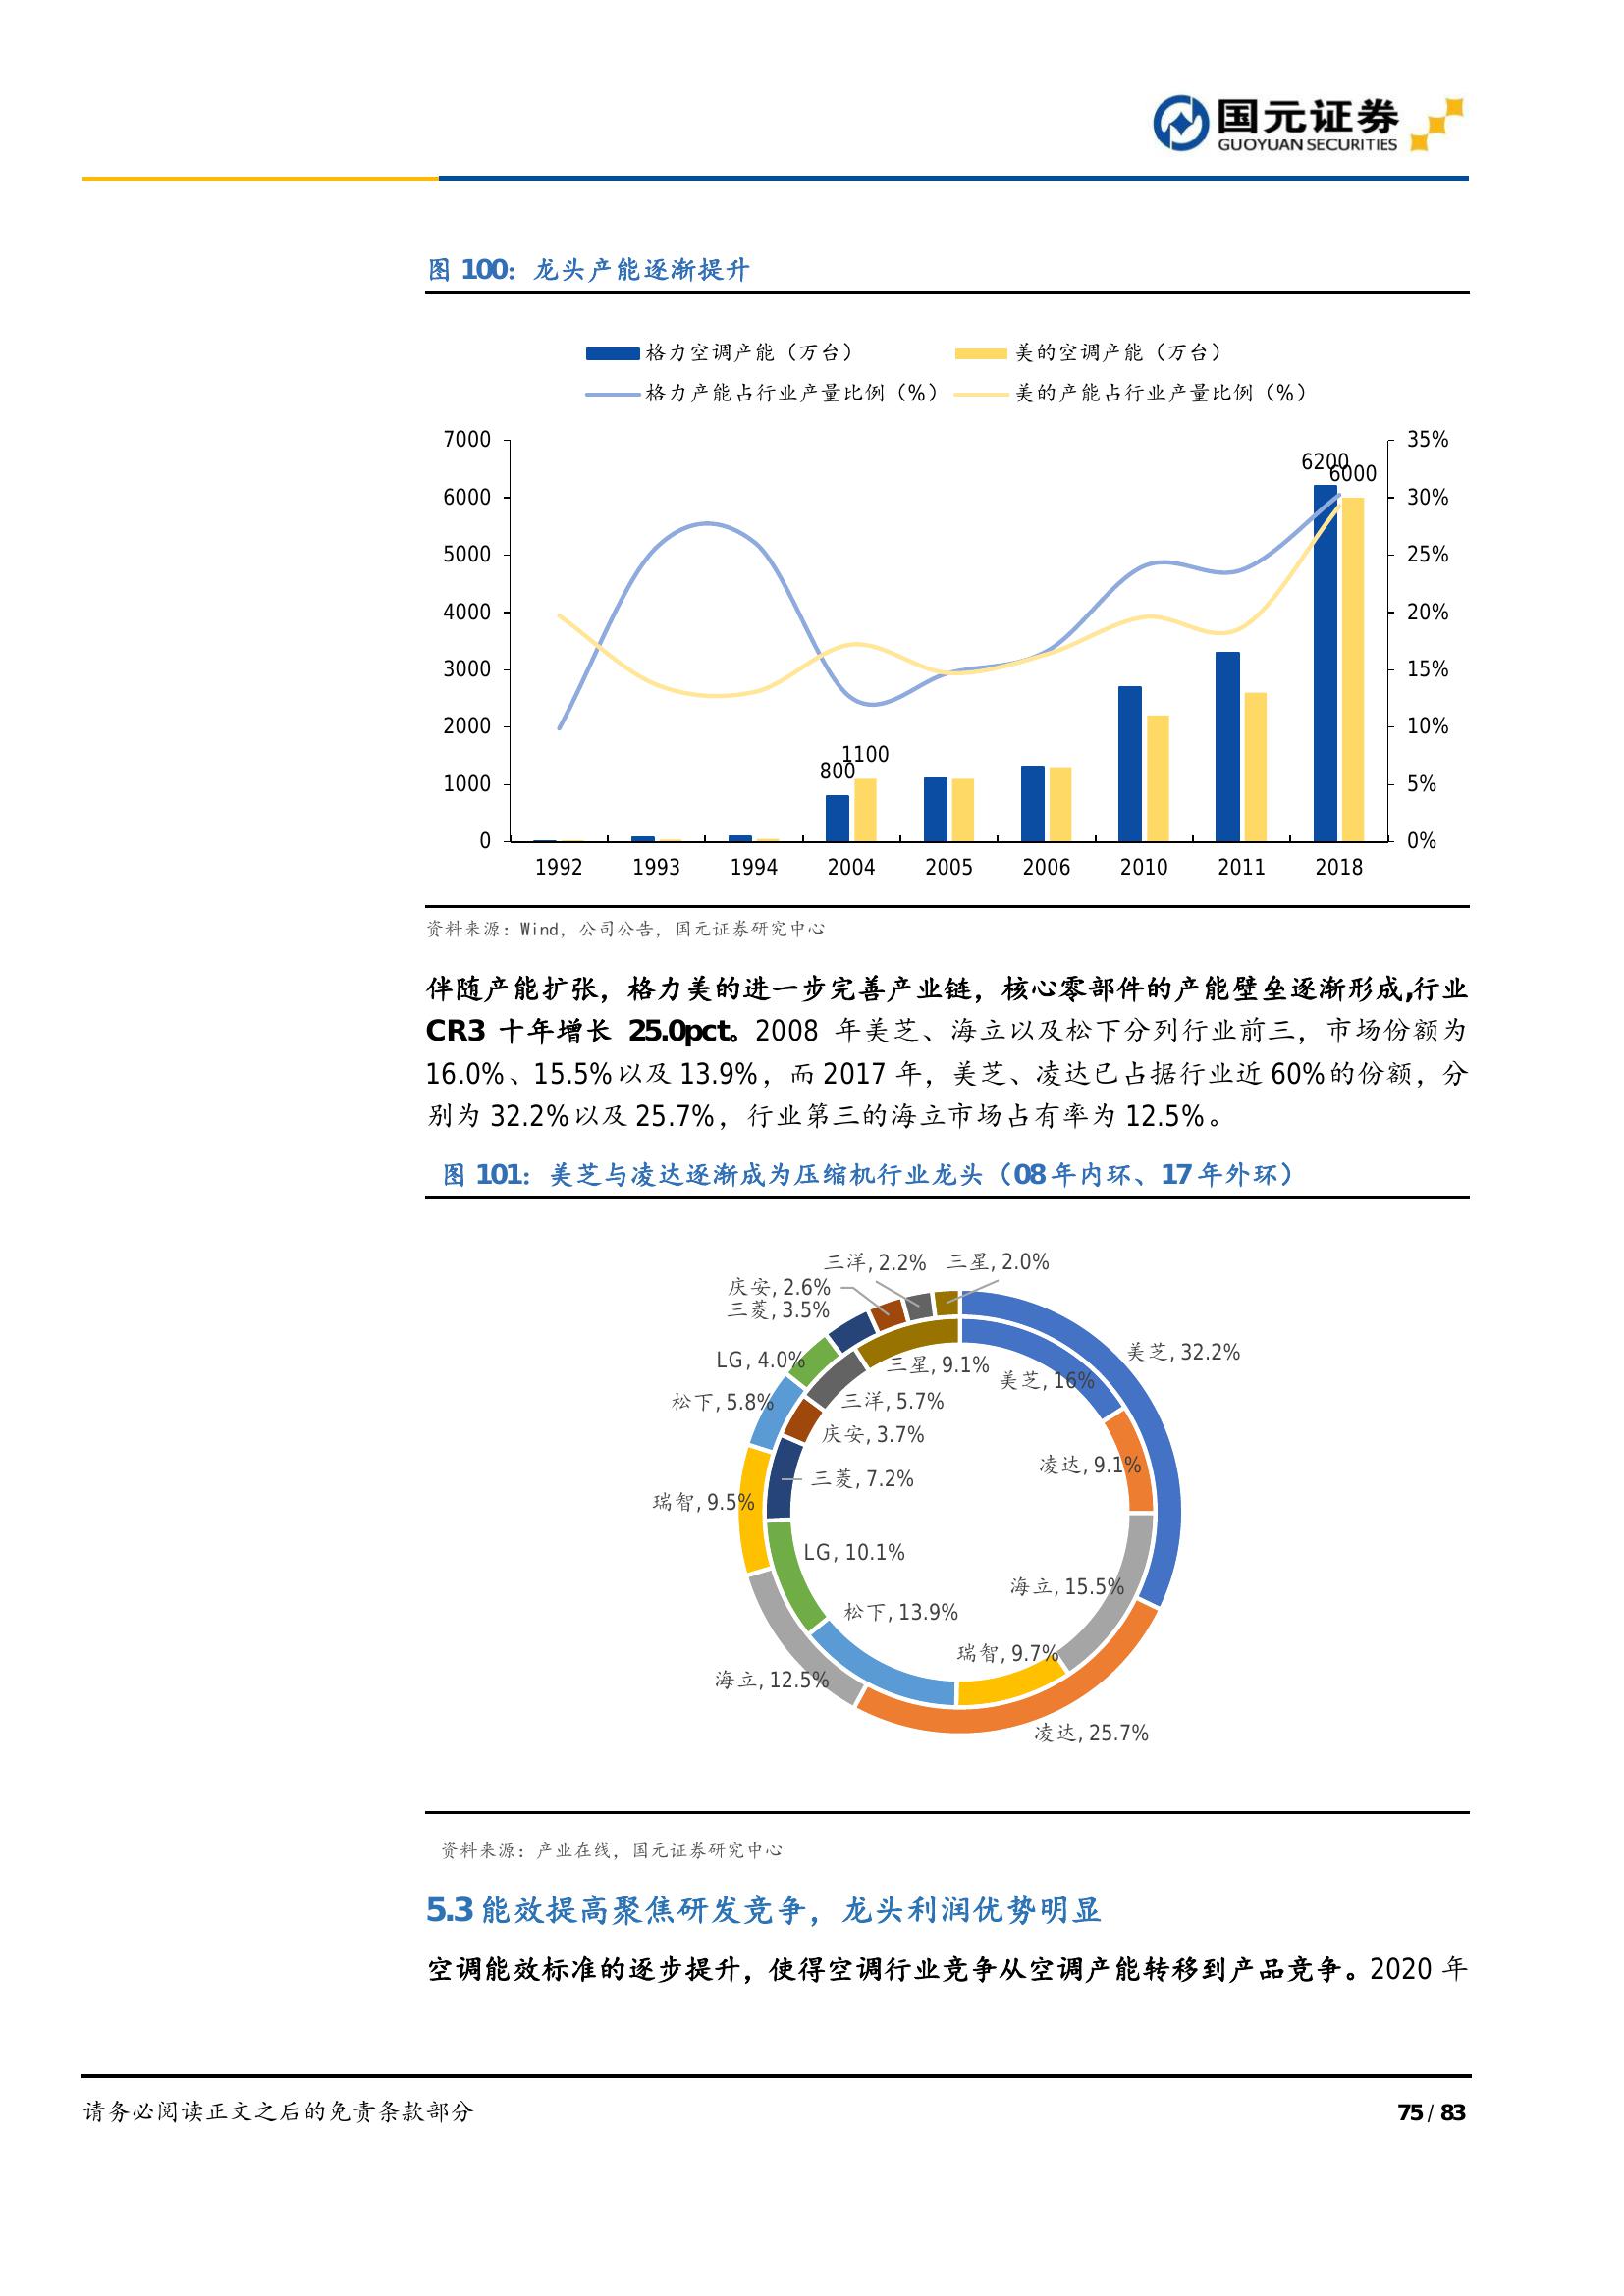 国元证券
GUOYUAN SECURITIES
图 100：龙头产能逐渐提升
格力空调产能（万台） 美的空调产能（万台）
格力产能占行业产量比例（%） 美的产能占行业产量比例（%）
7000 35%
6200
6000
6000 30%
5000 25%
4000 20%
3000 15%
2000 10%
1100
800
1000 5%
0 0%
1992 1993 1994 2004 2005 2006 2010 2011 2018
资料来源：Wind，公司公告，国元证券研究中心
伴随产能扩张，格力美的进一步完善产业链，核心零部件的产能壁垒逐渐形成,行业
CR3 十年增长 25.0pct。2008 年美芝、海立以及松下分列行业前三，市场份额为
16.0%、15.5%以及 13.9%，而 2017 年，美芝、凌达已占据行业近 60%的份额，分
别为 32.2%以及 25.7%，行业第三的海立市场占有率为 12.5%。
图 101：美芝与凌达逐渐成为压缩机行业龙头（08 年内环、17 年外环）
三洋, 2.2% 三星, 2.0%
庆安, 2.6%
三菱, 3.5%
美芝, 32.2%
LG, 4.0% 三星, 9.1%
美芝, 16%
松下, 5.8% 三洋, 5.7%
庆安, 3.7%
凌达, 9.1%
三菱, 7.2%
瑞智, 9.5%
LG, 10.1%
海立, 15.5%
松下, 13.9%
瑞智, 9.7%
海立, 12.5%
凌达, 25.7%
资料来源：产业在线，国元证券研究中心
5.3 能效提高聚焦研发竞争，龙头利润优势明显
空调能效标准的逐步提升，使得空调行业竞争从空调产能转移到产品竞争。2020 年
请务必阅读正文之后的免责条款部分 75 / 83